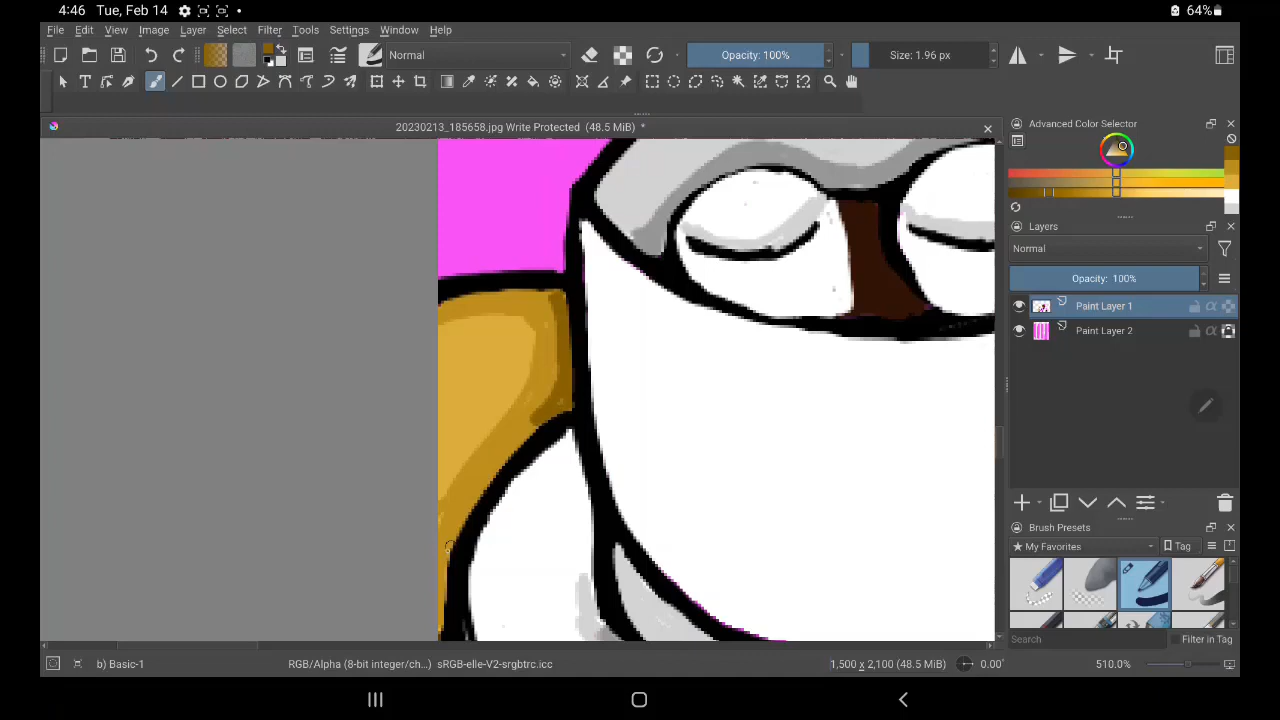 4:46 Tue, Feb 14 64%
File Edit View Image Layer Select Filter Tools Settings Window Help
Normal Opacity: 100% Size: 1.96 px
20230213_185658.jpg Write Protected (48.5 MiB) *
Advanced Color Selector
Layers
Normal
Opacity: 100%
Paint Layer 1
Paint Layer 2
Brush Presets
★ My Favorites Tag
Search Filter in Tag
b) Basic-1 RGB/Alpha (8-bit integer/ch...) sRGB-elle-V2-srgbtrc.icc 1,500 x 2,100 (48.5 MiB) 0.00° 510.0%